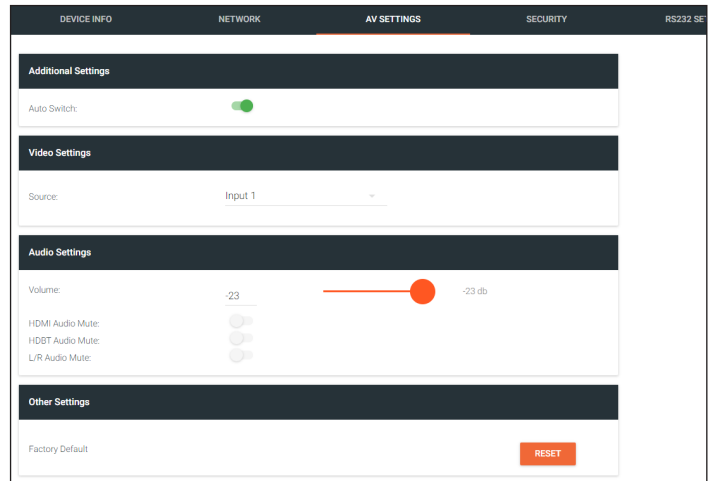 DEVICE INFO NETWORK AV SETTINGS SECURITY RS232
Additional Settings
Auto Switch:
Video Settings
Source: Input 1
Audio Settings
Volume: -23 -23 db
HDMI Audio Mute:
HDBT Audio Mute:
L/R Audio Mute:
Other Settings
Factory Default RESET